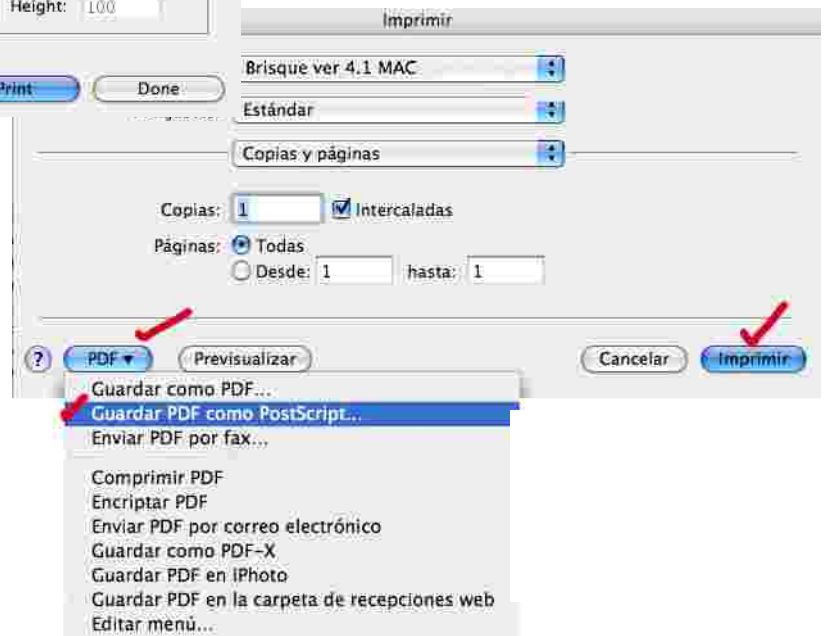 Height: 100
Imprimir
Print
Done
Brisque ver 4.1 MAC
Estándar
Copias y páginas
Copias: 1 Intercaladas
Páginas: Todas
Desde: 1 hasta: 1
? PDF Previsualizar Cancelar Imprimir
Guardar como PDF...
Guardar PDF como PostScript...
Enviar PDF por fax...
Comprimir PDF
Encriptar PDF
Enviar PDF por correo electrónico
Guardar como PDF-X
Guardar PDF en iPhoto
Guardar PDF en la carpeta de recepciones web
Editar menú...